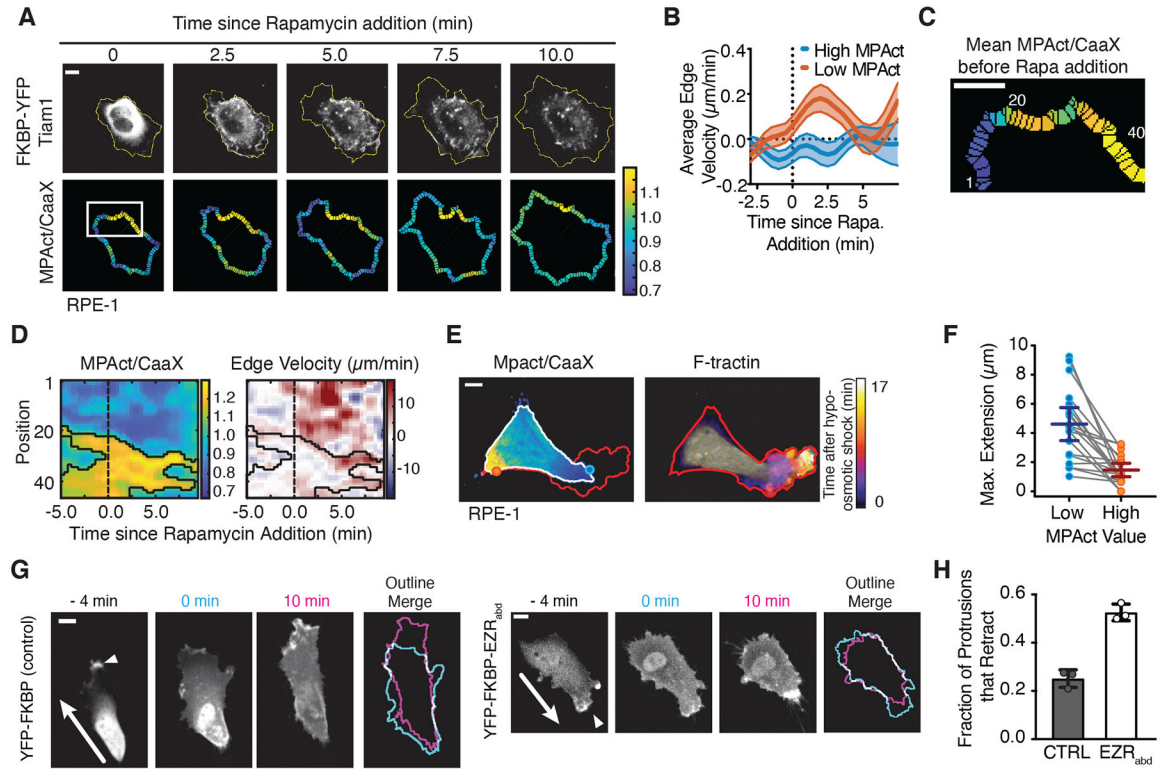 A
Time since Rapamycin addition (min)
0 2.5 5.0 7.5 10.0
FKBP-YFP
Tiam1
MPAct/CaaX
1.1
1.0
0.9
0.8
0.7
RPE-1
B
High MPAct
Low MPAct
Average Edge
Velocity (µm/min)
0.4
0.2
0.0
-0.2
-2.5 0 2.5 5
Time since Rapa.
Addition (min)
C
Mean MPAct/CaaX
before Rapa addition
20
40
1
D
MPAct/CaaX
Edge Velocity (µm/min)
Position
1
20
40
1.2
1.0
1.0
0.9
0.8
0.7
10
0
-10
-5.0 0.0 5.0
-5.0 0.0 5.0
Time since Rapamycin Addition (min)
E
Mpact/CaaX
F-tractin
Time after hypo-
osmotic shock (min)
17
0
RPE-1
F
Max. Extension (µm)
10
8
6
4
2
0
Low High
MPAct Value
G
YFP-FKBP (control)
- 4 min 0 min 10 min
Outline
Merge
YFP-FKBP-EZRabd
- 4 min 0 min 10 min
Outline
Merge
H
Fraction of Protrusions
that Retract
0.6
0.4
0.2
0.0
CTRL EZRabd